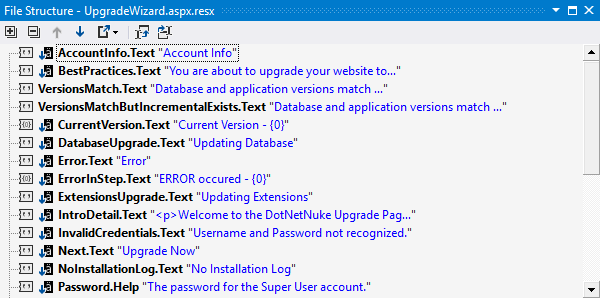 File Structure - UpgradeWizard.aspx.resx
AccountInfo.Text "Account Info"
BestPractices.Text "You are about to upgrade your website to..."
VersionsMatch.Text "Database and application versions match ..."
VersionsMatchButIncrementalExists.Text "Database and application versions match ..."
CurrentVersion.Text "Current Version - {0}"
DatabaseUpgrade.Text "Updating Database"
Error.Text "Error"
ErrorInStep.Text "ERROR occured - {0}"
ExtensionsUpgrade.Text "Updating Extensions"
IntroDetail.Text "<p>Welcome to the DotNetNuke Upgrade Pag..."
InvalidCredentials.Text "Username and Password not recognized."
Next.Text "Upgrade Now"
NoInstallationLog.Text "No Installation Log"
Password.Help "The password for the Super User account."